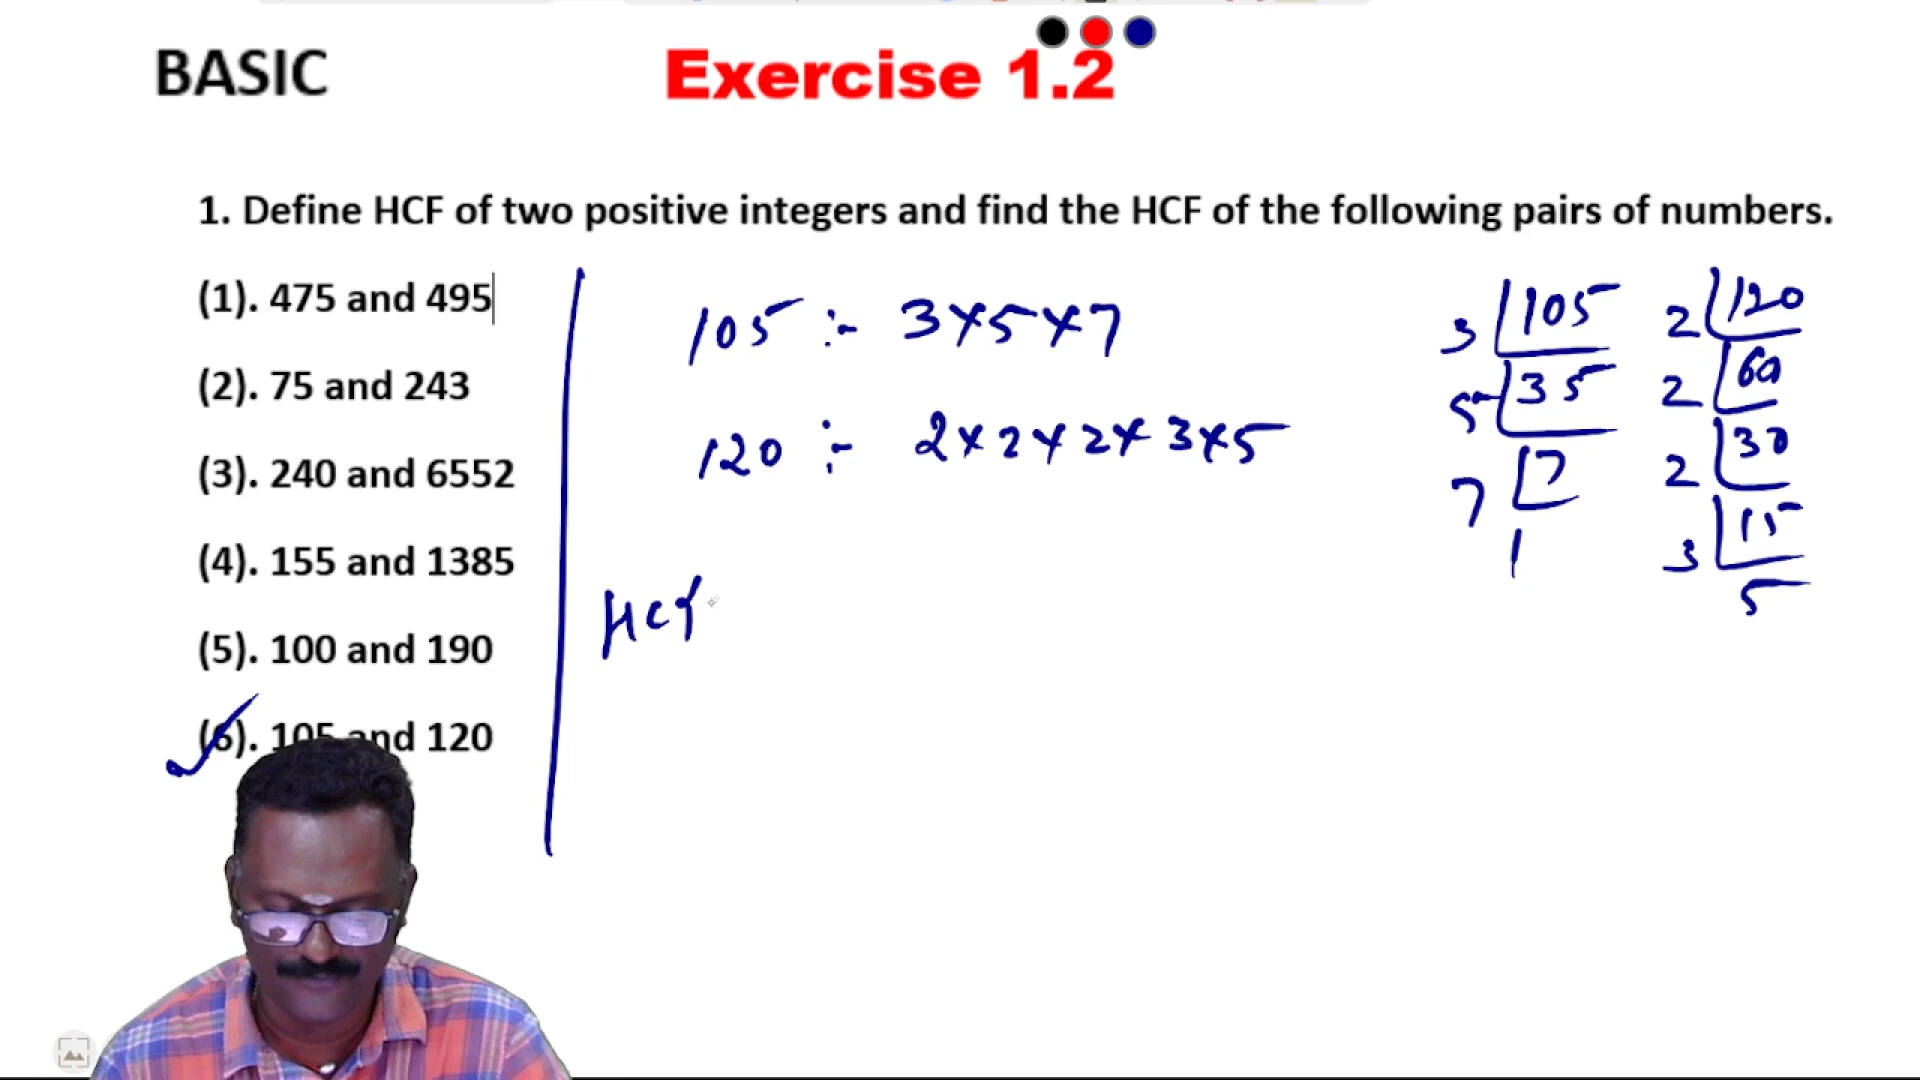 BASIC
Exercise 1.2
1. Define HCF of two positive integers and find the HCF of the following pairs of numbers.
(1). 475 and 495
(2). 75 and 243
(3). 240 and 6552
(4). 155 and 1385
(5). 100 and 190
(6). 105 and 120
105 :- 3×5×7
120 :- 2×2×2×3×5
HCF
3 105
5 35
7 7
1
2 120
2 60
2 30
3 15
5